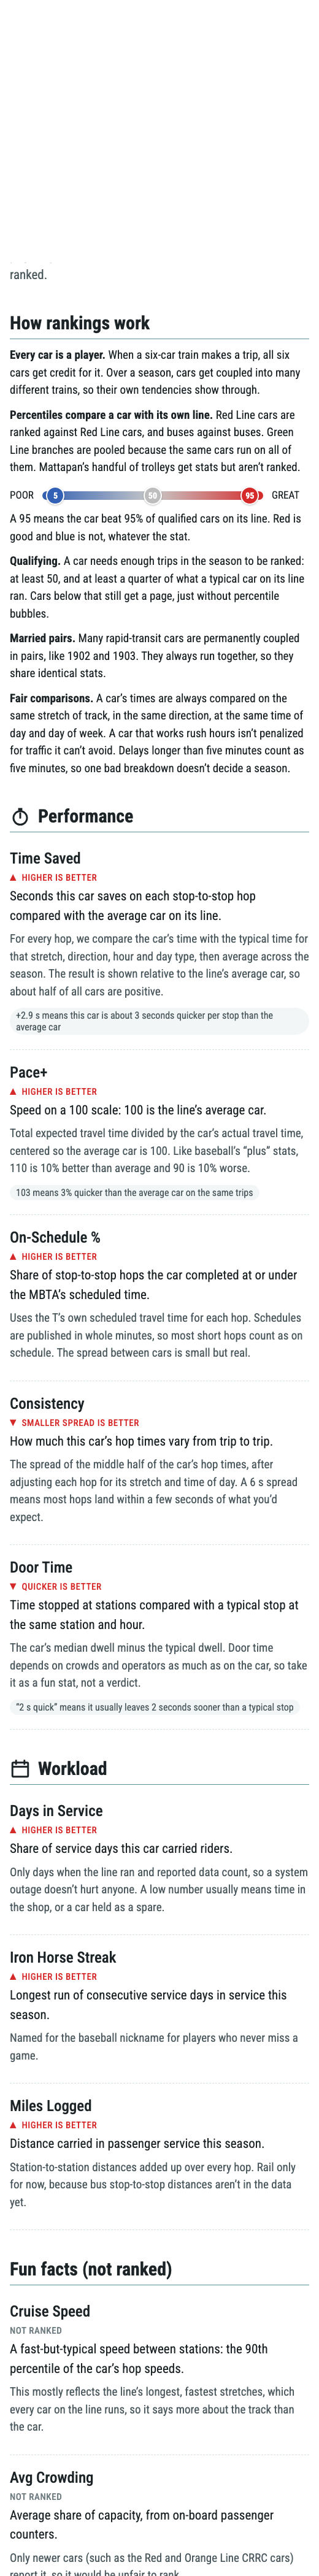 ranked.
How rankings work
Every car is a player. When a six-car train makes a trip, all six
cars get credit for it. Over a season, cars get coupled into many
different trains, so their own tendencies show through.
Percentiles compare a car with its own line. Red Line cars are
ranked against Red Line cars, and buses against buses. Green
Line branches are pooled because the same cars run on all of
them. Mattapan’s handful of trolleys get stats but aren’t ranked.
POOR 5 50 95 GREAT
A 95 means the car beat 95% of qualified cars on its line. Red is
good and blue is not, whatever the stat.
Qualifying. A car needs enough trips in the season to be ranked:
at least 50, and at least a quarter of what a typical car on its line
ran. Cars below that still get a page, just without percentile
bubbles.
Married pairs. Many rapid-transit cars are permanently coupled
in pairs, like 1902 and 1903. They always run together, so they
share identical stats.
Fair comparisons. A car’s times are always compared on the
same stretch of track, in the same direction, at the same time of
day and day of week. A car that works rush hours isn’t penalized
for traffic it can’t avoid. Delays longer than five minutes count as
five minutes, so one bad breakdown doesn’t decide a season.
Performance
Time Saved
▲ HIGHER IS BETTER
Seconds this car saves on each stop-to-stop hop
compared with the average car on its line.
For every hop, we compare the car’s time with the typical time for
that stretch, direction, hour and day type, then average across the
season. The result is shown relative to the line’s average car, so
about half of all cars are positive.
+2.9 s means this car is about 3 seconds quicker per stop than the
average car
Pace+
▲ HIGHER IS BETTER
Speed on a 100 scale: 100 is the line’s average car.
Total expected travel time divided by the car’s actual travel time,
centered so the average car is 100. Like baseball’s “plus” stats,
110 is 10% better than average and 90 is 10% worse.
103 means 3% quicker than the average car on the same trips
On-Schedule %
▲ HIGHER IS BETTER
Share of stop-to-stop hops the car completed at or under
the MBTA’s scheduled time.
Uses the T’s own scheduled travel time for each hop. Schedules
are published in whole minutes, so most short hops count as on
schedule. The spread between cars is small but real.
Consistency
▼ SMALLER SPREAD IS BETTER
How much this car’s hop times vary from trip to trip.
The spread of the middle half of the car’s hop times, after
adjusting each hop for its stretch and time of day. A 6 s spread
means most hops land within a few seconds of what you’d
expect.
Door Time
▼ QUICKER IS BETTER
Time stopped at stations compared with a typical stop at
the same station and hour.
The car’s median dwell minus the typical dwell. Door time
depends on crowds and operators as much as on the car, so take
it as a fun stat, not a verdict.
“2 s quick” means it usually leaves 2 seconds sooner than a typical stop
Workload
Days in Service
▲ HIGHER IS BETTER
Share of service days this car carried riders.
Only days when the line ran and reported data count, so a system
outage doesn’t hurt anyone. A low number usually means time in
the shop, or a car held as a spare.
Iron Horse Streak
▲ HIGHER IS BETTER
Longest run of consecutive service days in service this
season.
Named for the baseball nickname for players who never miss a
game.
Miles Logged
▲ HIGHER IS BETTER
Distance carried in passenger service this season.
Station-to-station distances added up over every hop. Rail only
for now, because bus stop-to-stop distances aren’t in the data
yet.
Fun facts (not ranked)
Cruise Speed
NOT RANKED
A fast-but-typical speed between stations: the 90th
percentile of the car’s hop speeds.
This mostly reflects the line’s longest, fastest stretches, which
every car on the line runs, so it says more about the track than
the car.
Avg Crowding
NOT RANKED
Average share of capacity, from on-board passenger
counters.
Only newer cars (such as the Red and Orange Line CRRC cars)
report it, so it would be unfair to rank.